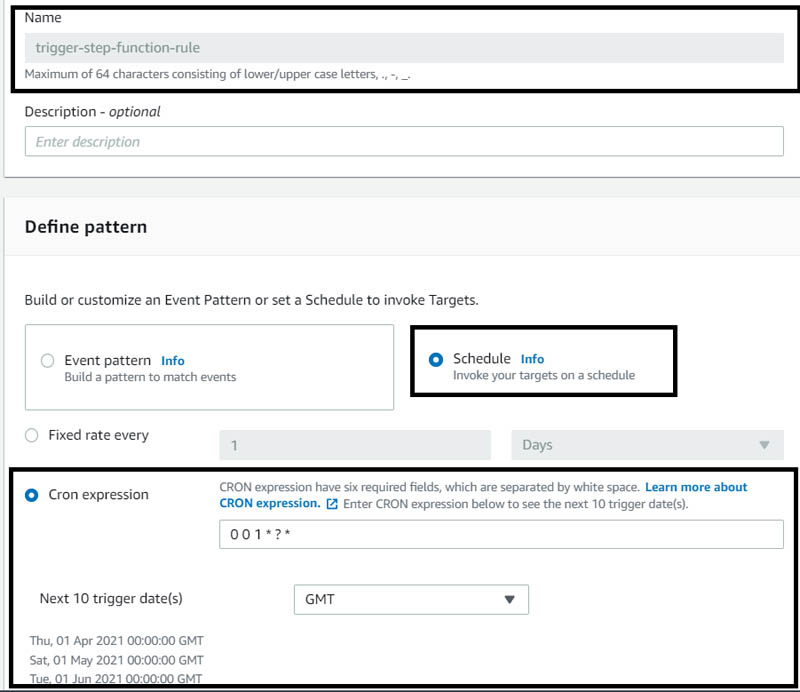 Name
trigger-step-function-rule
Maximum of 64 characters consisting of lower/upper case letters, ., -, _.
Description - optional
Enter description
Define pattern
Build or customize an Event Pattern or set a Schedule to invoke Targets.
Event pattern Info
Build a pattern to match events
Schedule Info
Invoke your targets on a schedule
Fixed rate every
1
Days
Cron expression
CRON expression have six required fields, which are separated by white space. Learn more about
CRON expression. Enter CRON expression below to see the next 10 trigger date(s).
0 0 1 * ? *
Next 10 trigger date(s)
GMT
Thu, 01 Apr 2021 00:00:00 GMT
Sat, 01 May 2021 00:00:00 GMT
Tue, 01 Jun 2021 00:00:00 GMT